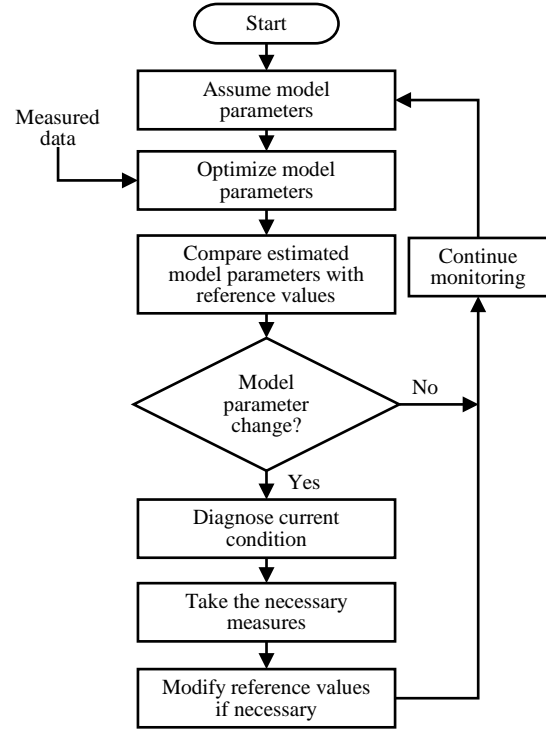 Start
Assume model
parameters
Measured
data
Optimize model
parameters
Compare estimated
model parameters with
reference values
Continue
monitoring
Model
parameter
change?
No
Yes
Diagnose current
condition
Take the necessary
measures
Modify reference values
if necessary